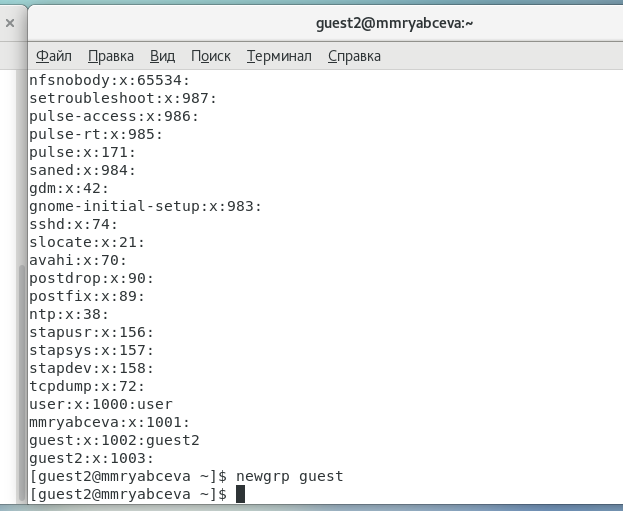 guest2@mmryabceva:~
Файл Правка Вид Поиск Терминал Справка
nfsnobody:x:65534:
setroubleshoot:x:987:
pulse-access:x:986:
pulse-rt:x:985:
pulse:x:171:
saned:x:984:
gdm:x:42:
gnome-initial-setup:x:983:
sshd:x:74:
slocate:x:21:
avahi:x:70:
postdrop:x:90:
postfix:x:89:
ntp:x:38:
stapusr:x:156:
stapsys:x:157:
stapdev:x:158:
tcpdump:x:72:
user:x:1000:user
mmryabceva:x:1001:
guest:x:1002:guest2
guest2:x:1003:
[guest2@mmryabceva ~]$ newgrp guest
[guest2@mmryabceva ~]$